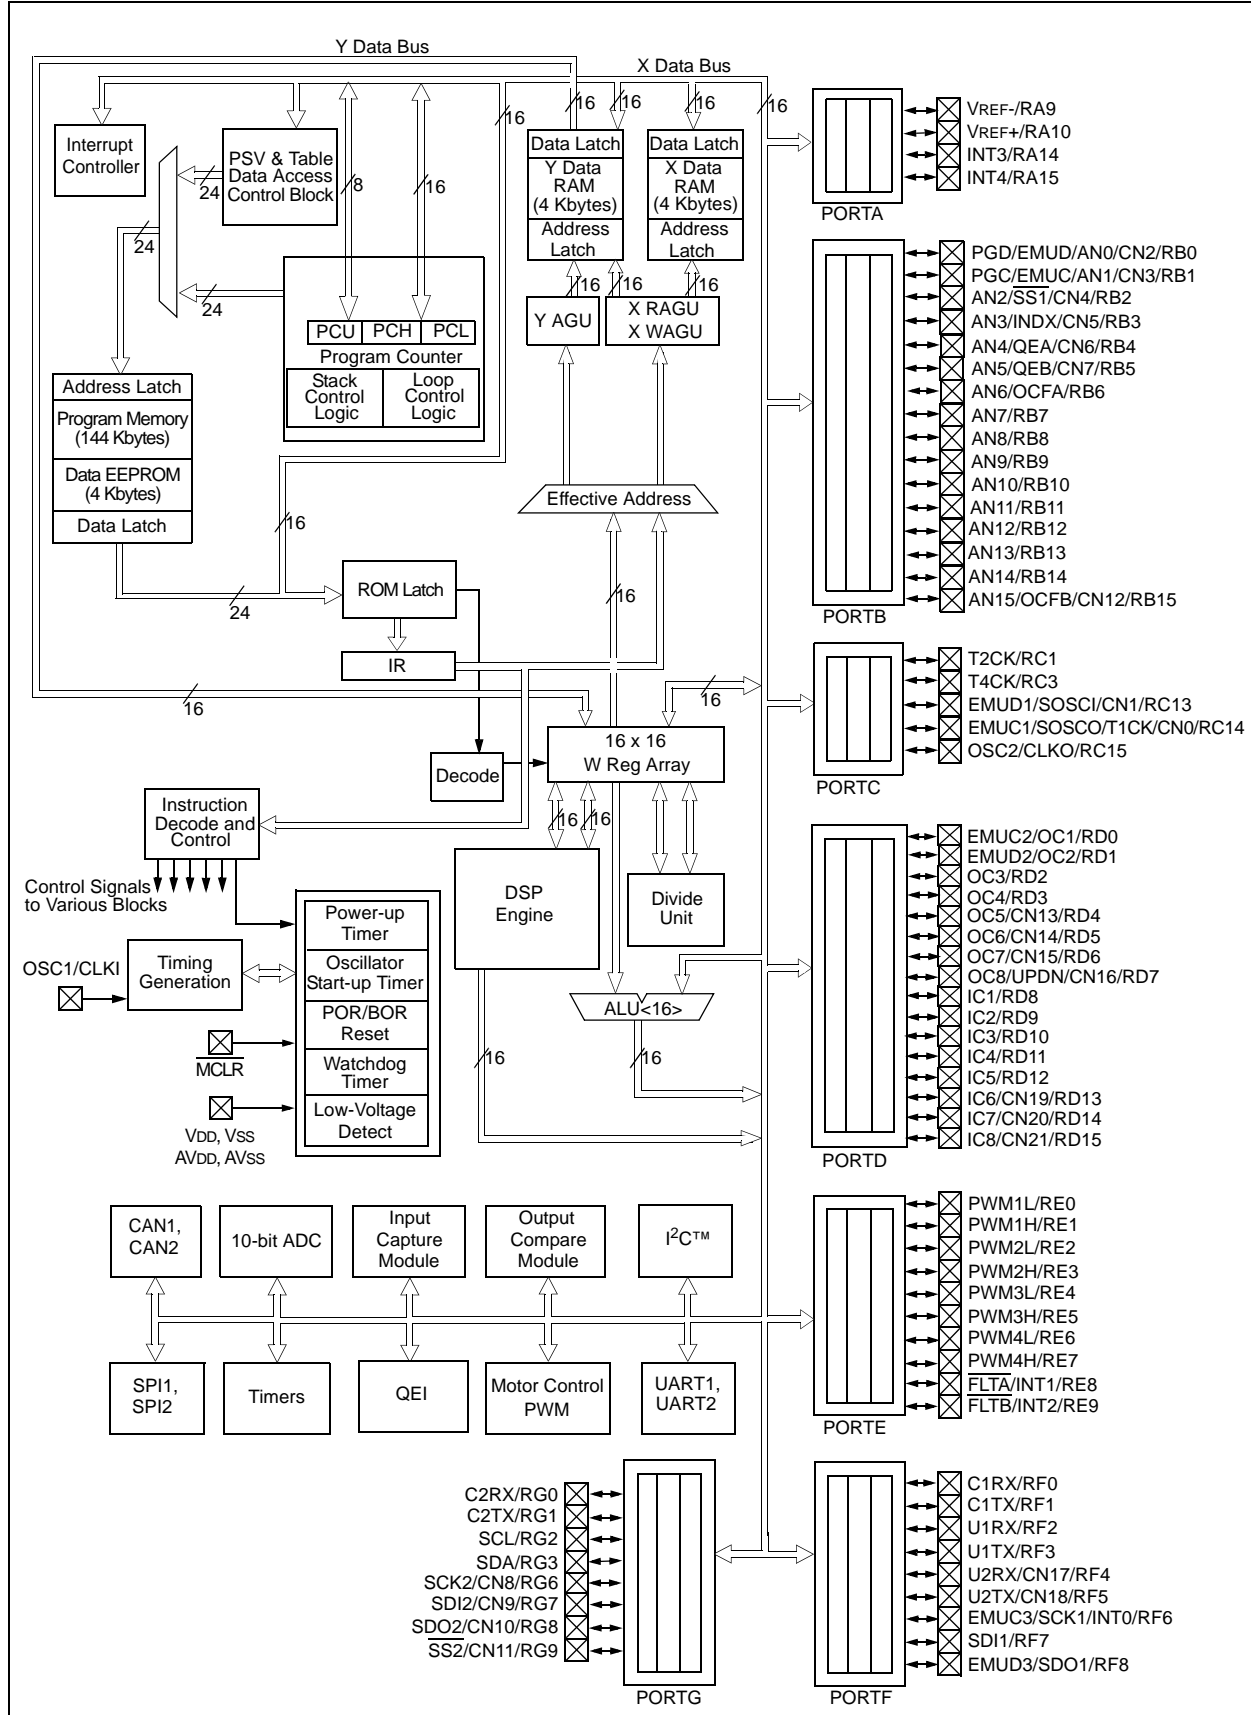 Y Data Bus
X Data Bus
16
16
16
16
16
Interrupt
Controller
PSV & Table
Data Access
Control Block
24
24
24
8
16
Data Latch
Y Data
RAM
(4 Kbytes)
Address
Latch
Data Latch
X Data
RAM
(4 Kbytes)
Address
Latch
16
16
16
Y AGU
X RAGU
X WAGU
PCU
PCH
PCL
Program Counter
Stack
Control
Logic
Loop
Control
Logic
Address Latch
Program Memory
(144 Kbytes)
Data EEPROM
(4 Kbytes)
Data Latch
Effective Address
16
24
ROM Latch
16
IR
16
16
16 x 16
W Reg Array
Decode
Instruction
Decode and
Control
16
16
Control Signals
to Various Blocks
DSP
Engine
Divide
Unit
Power-up
Timer
Oscillator
Start-up Timer
POR/BOR
Reset
Watchdog
Timer
Low-Voltage
Detect
OSC1/CLKI
Timing
Generation
MCLR
VDD, VSS
AVDD, AVSS
ALU<16>
16
16
CAN1,
CAN2
10-bit ADC
Input
Capture
Module
Output
Compare
Module
I²C™
SPI1,
SPI2
Timers
QEI
Motor Control
PWM
UART1,
UART2
VREF-/RA9
VREF+/RA10
INT3/RA14
INT4/RA15
PORTA
PGD/EMUD/AN0/CN2/RB0
PGC/EMUC/AN1/CN3/RB1
AN2/SS1/CN4/RB2
AN3/INDX/CN5/RB3
AN4/QEA/CN6/RB4
AN5/QEB/CN7/RB5
AN6/OCFA/RB6
AN7/RB7
AN8/RB8
AN9/RB9
AN10/RB10
AN11/RB11
AN12/RB12
AN13/RB13
AN14/RB14
AN15/OCFB/CN12/RB15
PORTB
T2CK/RC1
T4CK/RC3
EMUD1/SOSCI/CN1/RC13
EMUC1/SOSCO/T1CK/CN0/RC14
OSC2/CLKO/RC15
PORTC
EMUC2/OC1/RD0
EMUD2/OC2/RD1
OC3/RD2
OC4/RD3
OC5/CN13/RD4
OC6/CN14/RD5
OC7/CN15/RD6
OC8/UPDN/CN16/RD7
IC1/RD8
IC2/RD9
IC3/RD10
IC4/RD11
IC5/RD12
IC6/CN19/RD13
IC7/CN20/RD14
IC8/CN21/RD15
PORTD
PWM1L/RE0
PWM1H/RE1
PWM2L/RE2
PWM2H/RE3
PWM3L/RE4
PWM3H/RE5
PWM4L/RE6
PWM4H/RE7
FLTA/INT1/RE8
FLTB/INT2/RE9
PORTE
C2RX/RG0
C2TX/RG1
SCL/RG2
SDA/RG3
SCK2/CN8/RG6
SDI2/CN9/RG7
SDO2/CN10/RG8
SS2/CN11/RG9
PORTG
C1RX/RF0
C1TX/RF1
U1RX/RF2
U1TX/RF3
U2RX/CN17/RF4
U2TX/CN18/RF5
EMUC3/SCK1/INT0/RF6
SDI1/RF7
EMUD3/SDO1/RF8
PORTF